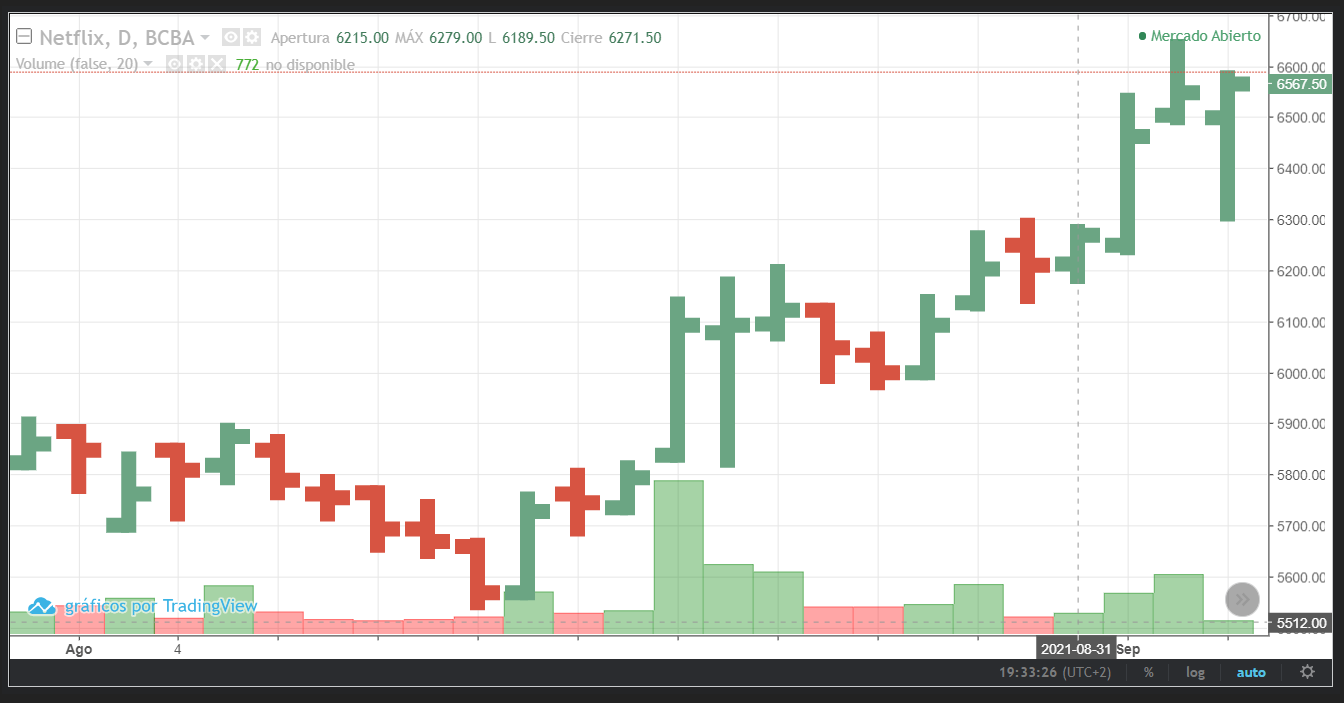 Netflix, D, BCBA Apertura 6215.00 MÁX 6279.00 L 6189.50 Cierre 6271.50
Mercado Abierto
Volume (false, 20) 772 no disponible
6700.00
6600.00
6567.50
6500.00
6400.00
6300.00
6200.00
6100.00
6000.00
5900.00
5800.00
5700.00
5600.00
5512.00
gráficos por TradingView
Ago 4 2021-08-31 Sep
19:33:26 (UTC+2) % log auto